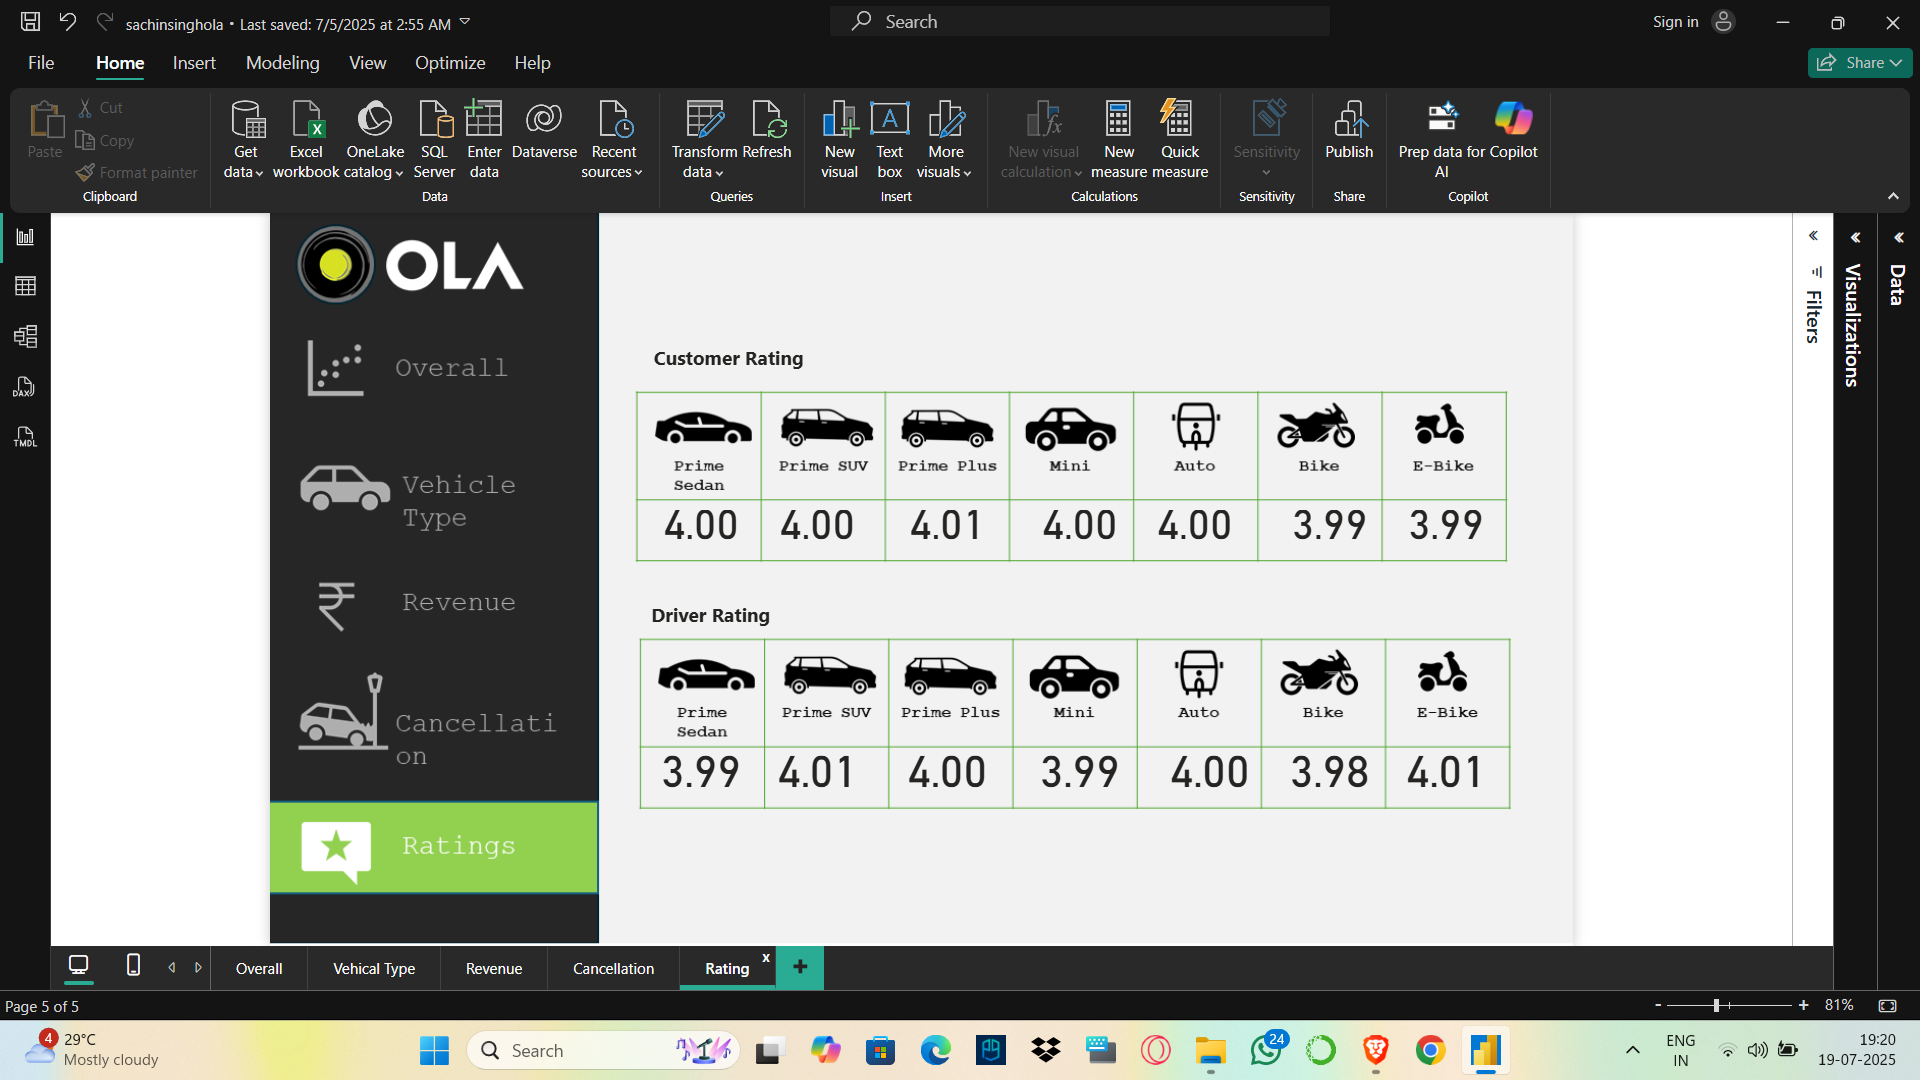 sachinsinghola • Last saved: 7/5/2025 at 2:55 AM
Search
Sign in
File Home Insert Modeling View Optimize Help
Share
Paste
Cut
Copy
Format painter
Clipboard
Get data
Excel workbook
OneLake catalog
SQL Server
Enter data
Dataverse
Recent sources
Data
Transform data
Refresh
Queries
New visual
Text box
A
More visuals
Insert
New visual calculation
New measure
Quick measure
Calculations
Sensitivity
Sensitivity
Publish
Share
Prep data for AI
Copilot
Copilot
DAX
TMDL
OLA
Overall
Vehicle
Type
Revenue
Cancellati
on
Ratings
Customer Rating
Prime Sedan Prime SUV Prime Plus Mini Auto Bike E-Bike
4.00 4.00 4.01 4.00 4.00 3.99 3.99
Driver Rating
Prime Sedan Prime SUV Prime Plus Mini Auto Bike E-Bike
3.99 4.01 4.00 3.99 4.00 3.98 4.01
Filters
Visualizations
Data
Overall Vehical Type Revenue Cancellation Rating x +
Page 5 of 5
- + 81%
4
29°C
Mostly cloudy
Search
24
ENG
IN
19:20
19-07-2025